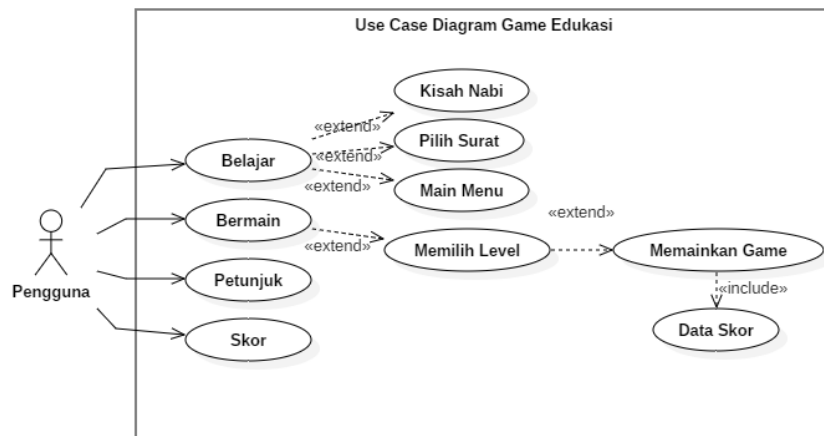 Use Case Diagram Game Edukasi
Kisah Nabi
«extend»
Pilih Surat
«extend»
Belajar
«extend»
Main Menu
Bermain
«extend»
Memilih Level
«extend»
Memainkan Game
Pengguna
Petunjuk
«include»
Skor
Data Skor